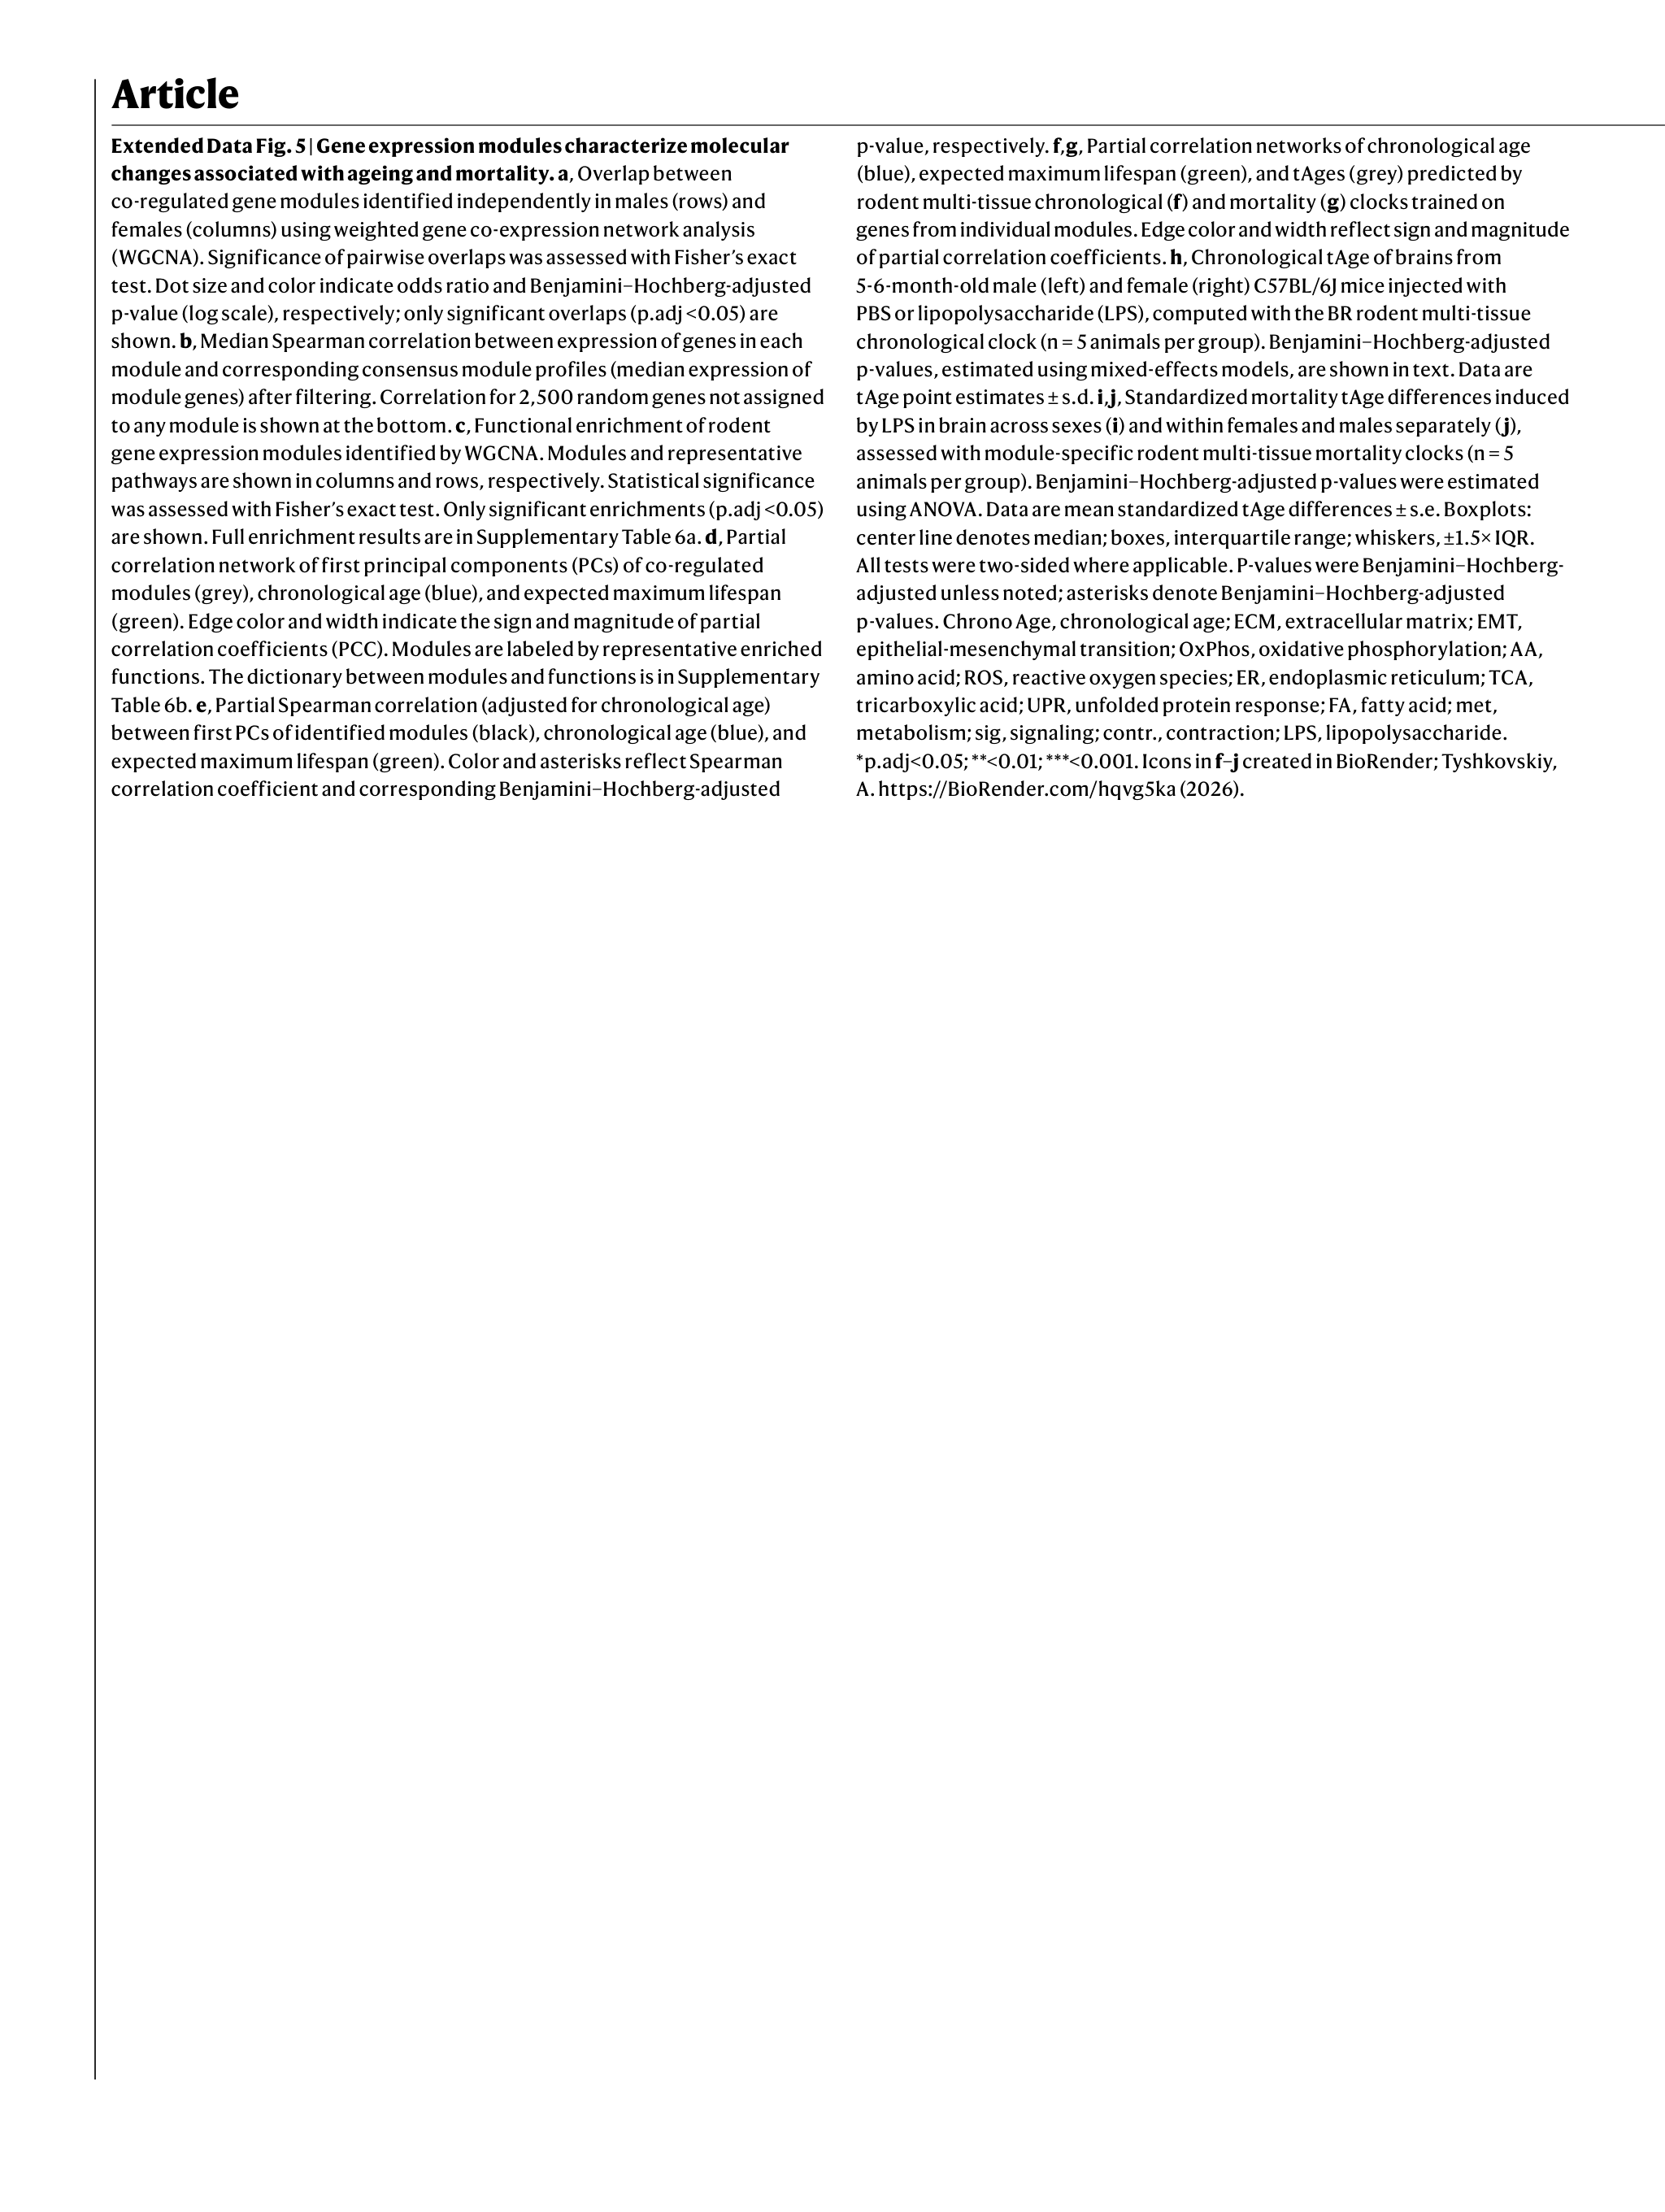 Article
Extended Data Fig. 5 | Gene expression modules characterize molecular
changes associated with ageing and mortality. a, Overlap between
co-regulated gene modules identified independently in males (rows) and
females (columns) using weighted gene co-expression network analysis
(WGCNA). Significance of pairwise overlaps was assessed with Fisher’s exact
test. Dot size and color indicate odds ratio and Benjamini–Hochberg-adjusted
p-value (log scale), respectively; only significant overlaps (p.adj <0.05) are
shown. b, Median Spearman correlation between expression of genes in each
module and corresponding consensus module profiles (median expression of
module genes) after filtering. Correlation for 2,500 random genes not assigned
to any module is shown at the bottom. c, Functional enrichment of rodent
gene expression modules identified by WGCNA. Modules and representative
pathways are shown in columns and rows, respectively. Statistical significance
was assessed with Fisher’s exact test. Only significant enrichments (p.adj <0.05)
are shown. Full enrichment results are in Supplementary Table 6a. d, Partial
correlation network of first principal components (PCs) of co-regulated
modules (grey), chronological age (blue), and expected maximum lifespan
(green). Edge color and width indicate the sign and magnitude of partial
correlation coefficients (PCC). Modules are labeled by representative enriched
functions. The dictionary between modules and functions is in Supplementary
Table 6b. e, Partial Spearman correlation (adjusted for chronological age)
between first PCs of identified modules (black), chronological age (blue), and
expected maximum lifespan (green). Color and asterisks reflect Spearman
correlation coefficient and corresponding Benjamini–Hochberg-adjusted
p-value, respectively. f,g, Partial correlation networks of chronological age
(blue), expected maximum lifespan (green), and tAges (grey) predicted by
rodent multi-tissue chronological (f) and mortality (g) clocks trained on
genes from individual modules. Edge color and width reflect sign and magnitude
of partial correlation coefficients. h, Chronological tAge of brains from
5-6-month-old male (left) and female (right) C57BL/6J mice injected with
PBS or lipopolysaccharide (LPS), computed with the BR rodent multi-tissue
chronological clock (n = 5 animals per group). Benjamini–Hochberg-adjusted
p-values, estimated using mixed-effects models, are shown in text. Data are
tAge point estimates ± s.d. i,j, Standardized mortality tAge differences induced
by LPS in brain across sexes (i) and within females and males separately (j),
assessed with module-specific rodent multi-tissue mortality clocks (n = 5
animals per group). Benjamini–Hochberg-adjusted p-values were estimated
using ANOVA. Data are mean standardized tAge differences ± s.e. Boxplots:
center line denotes median; boxes, interquartile range; whiskers, ±1.5× IQR.
All tests were two-sided where applicable. P-values were Benjamini–Hochberg-
adjusted unless noted; asterisks denote Benjamini–Hochberg-adjusted
p-values. Chrono Age, chronological age; ECM, extracellular matrix; EMT,
epithelial-mesenchymal transition; OxPhos, oxidative phosphorylation; AA,
amino acid; ROS, reactive oxygen species; ER, endoplasmic reticulum; TCA,
tricarboxylic acid; UPR, unfolded protein response; FA, fatty acid; met,
metabolism; sig, signaling; contr., contraction; LPS, lipopolysaccharide.
*p.adj<0.05; **<0.01; ***<0.001. Icons in f–j created in BioRender; Tyshkovskiy,
A. https://BioRender.com/hqvg5ka (2026).